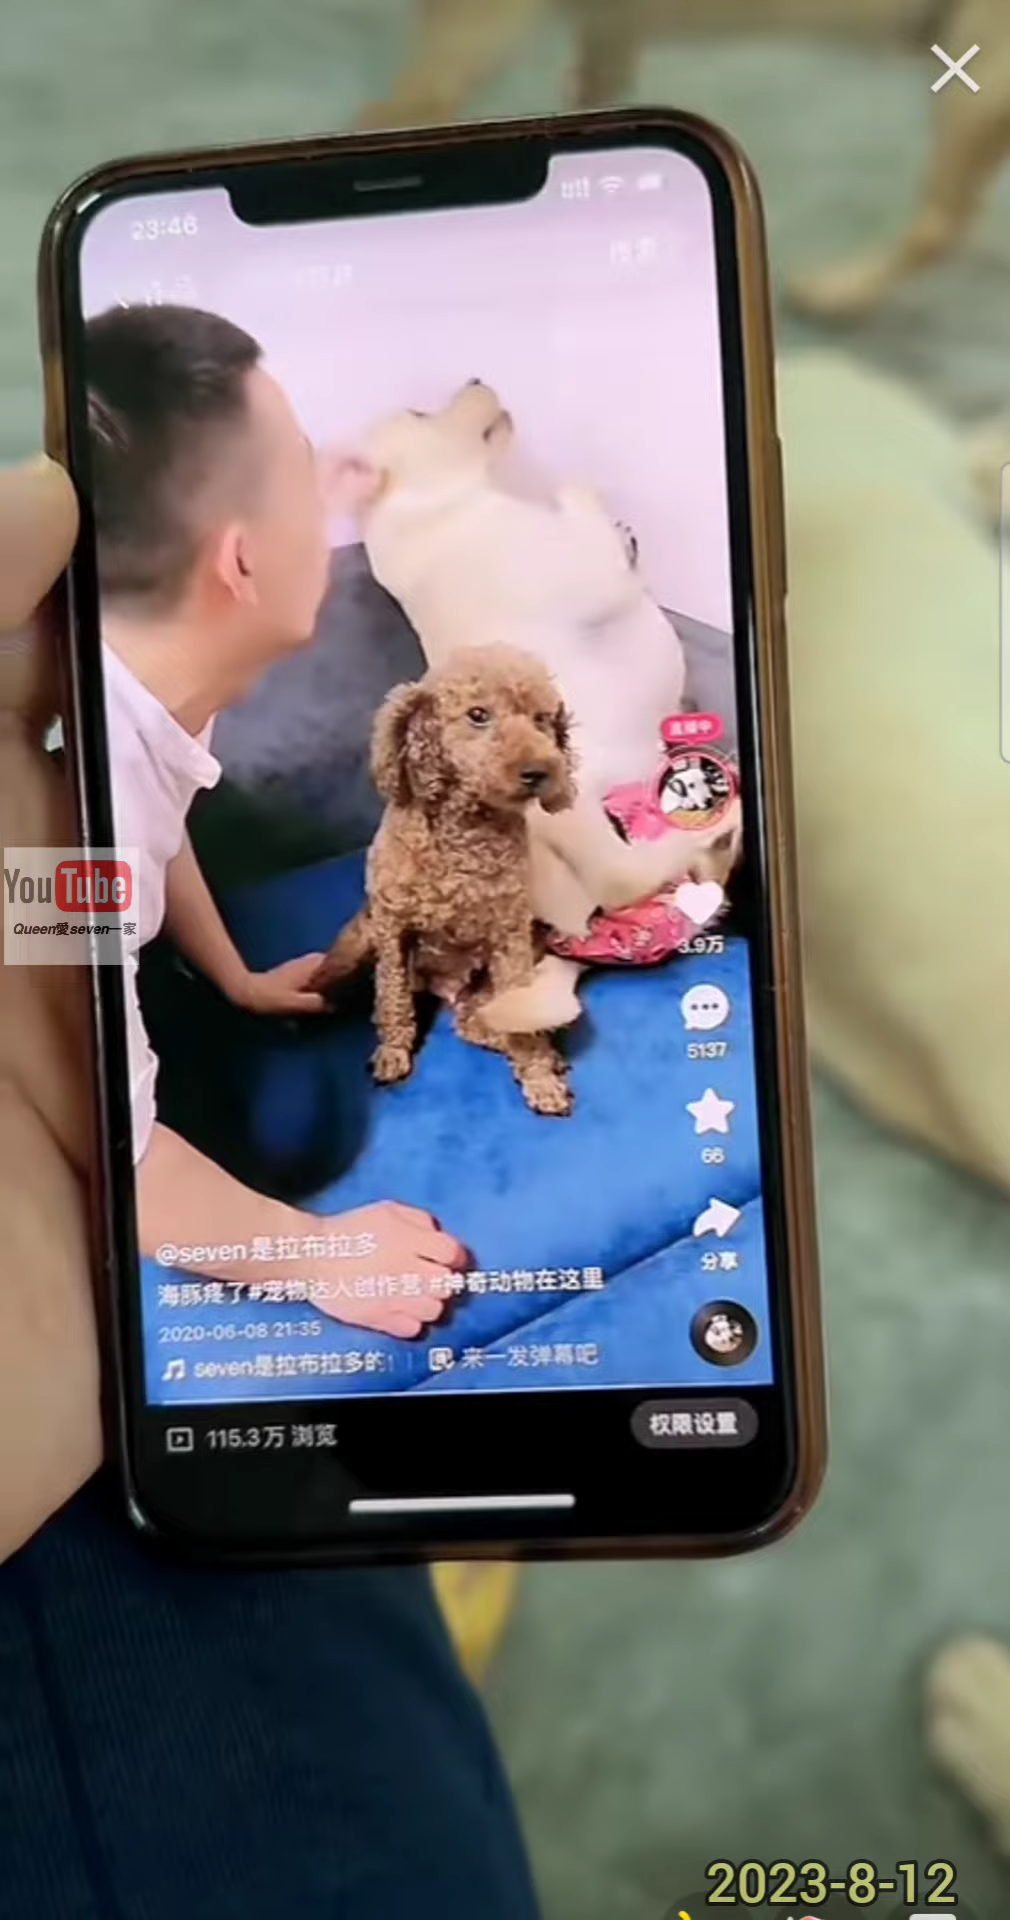 23:46
直播中
YouTube
Queen愛seven一家
3.9万
5137
66
分享
@seven是拉布拉多
海豚疼了#宠物达人创作营 #神奇动物在这里
2020-06-08 21:35
seven是拉布拉多的
来一发弹幕吧
115.3万 浏览
权限设置
2023-8-12